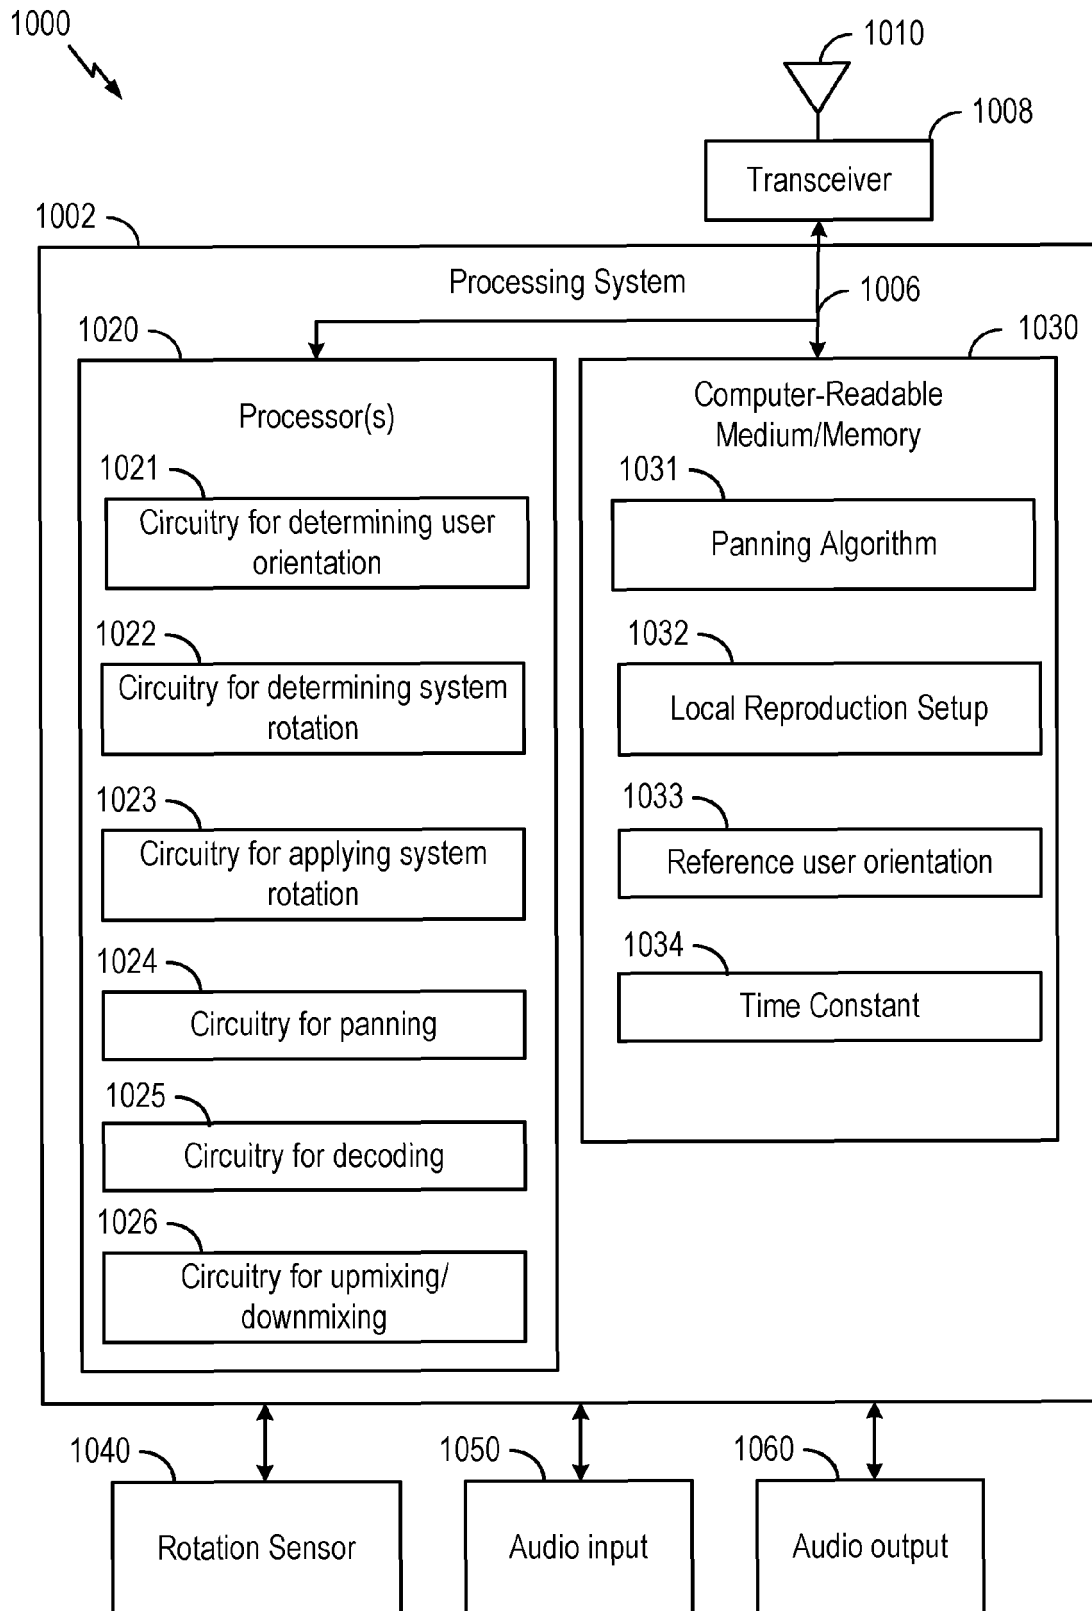 1000
1010
1008
Transceiver
1002
Processing System
1006
1020
1030
Processor(s)
Computer-Readable
Medium/Memory
1021
Circuitry for determining user
orientation
1031
Panning Algorithm
1022
Circuitry for determining system
rotation
1032
Local Reproduction Setup
1023
Circuitry for applying system
rotation
1033
Reference user orientation
1024
Circuitry for panning
1034
Time Constant
1025
Circuitry for decoding
1026
Circuitry for upmixing/
downmixing
1040
Rotation Sensor
1050
Audio input
1060
Audio output